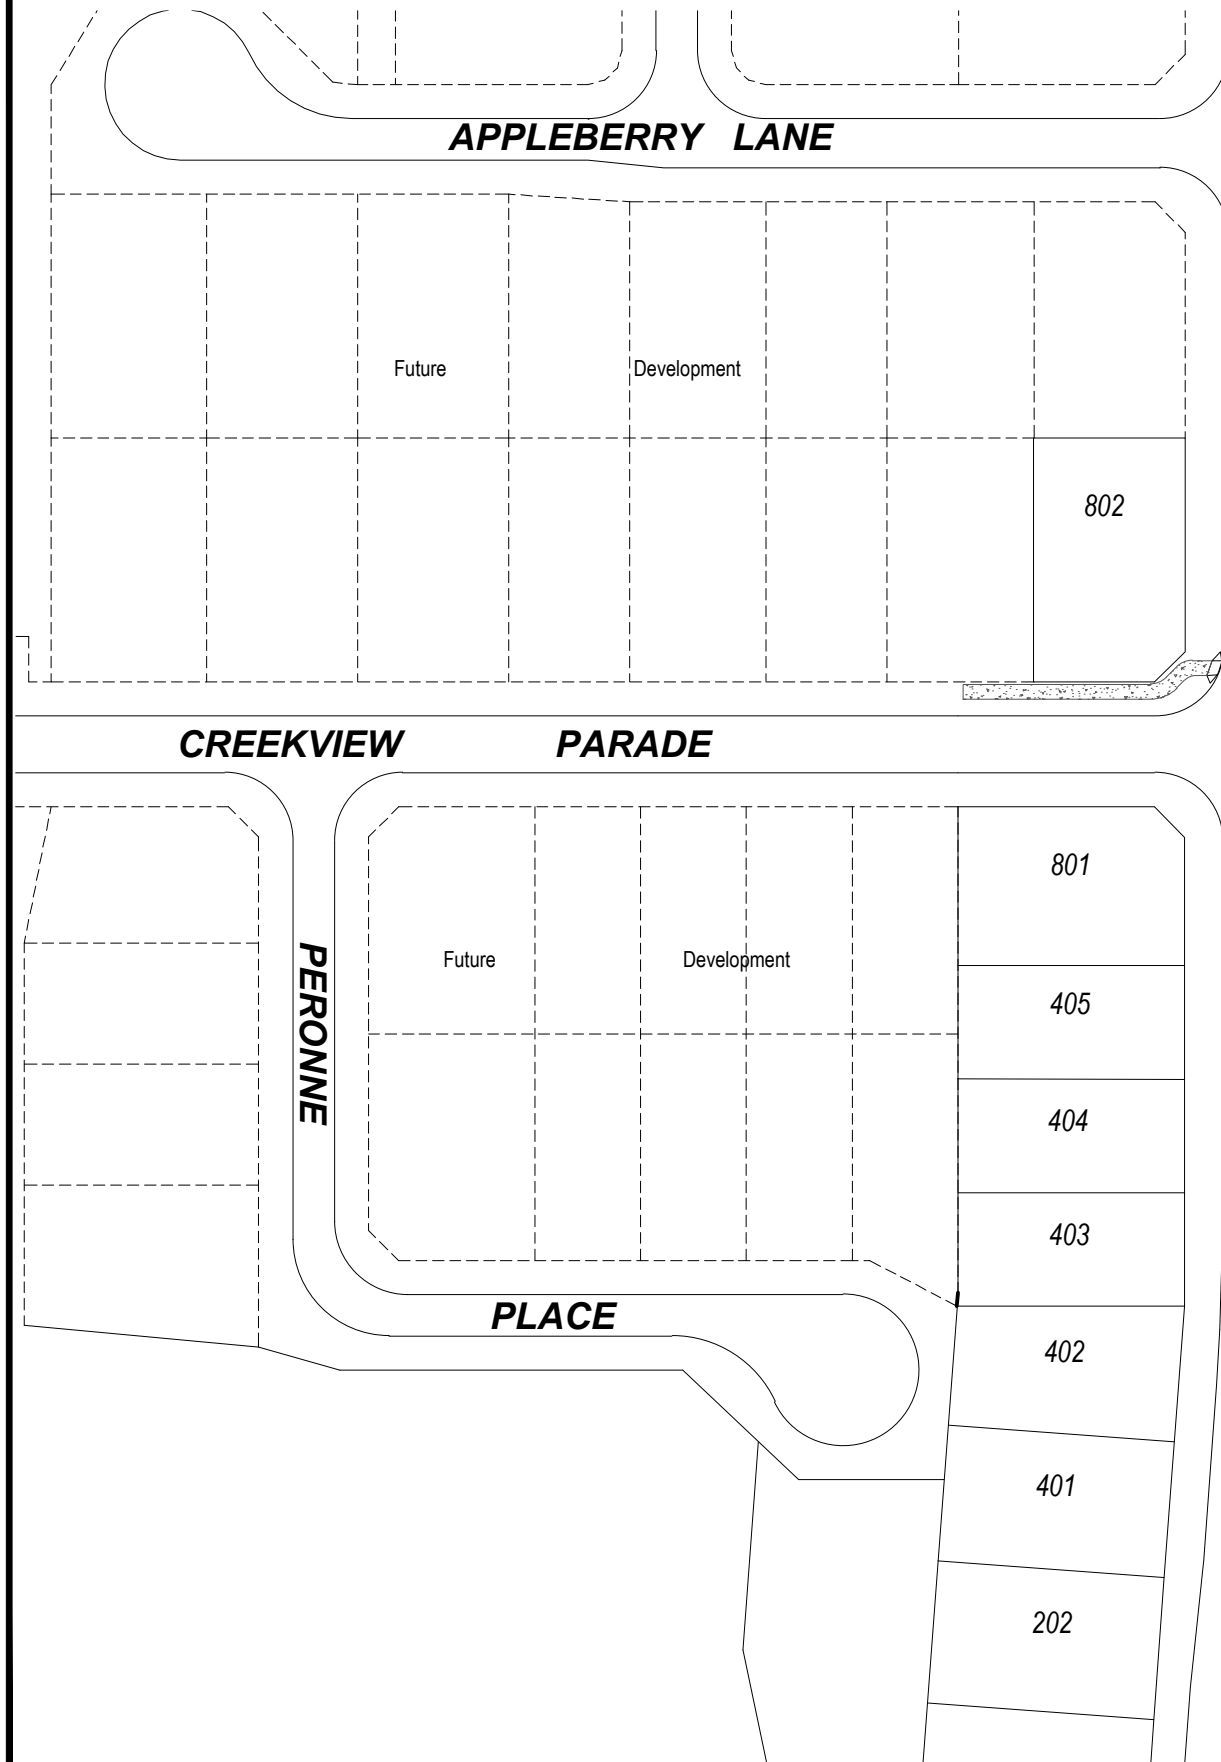 APPLEBERRY LANE
Future Development
802
CREEKVIEW PARADE
801
Future Development
PERONNE
405
404
403
PLACE
402
401
202